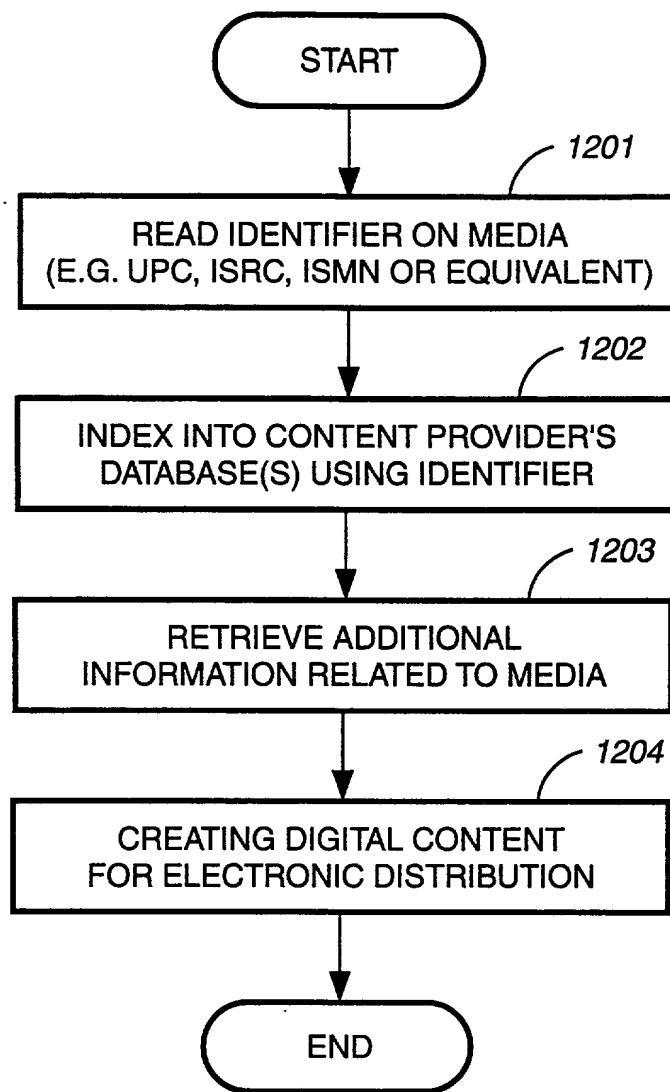 START
1201
READ IDENTIFIER ON MEDIA
(E.G. UPC, ISRC, ISMN OR EQUIVALENT)
1202
INDEX INTO CONTENT PROVIDER'S
DATABASE(S) USING IDENTIFIER
1203
RETRIEVE ADDITIONAL
INFORMATION RELATED TO MEDIA
1204
CREATING DIGITAL CONTENT
FOR ELECTRONIC DISTRIBUTION
END